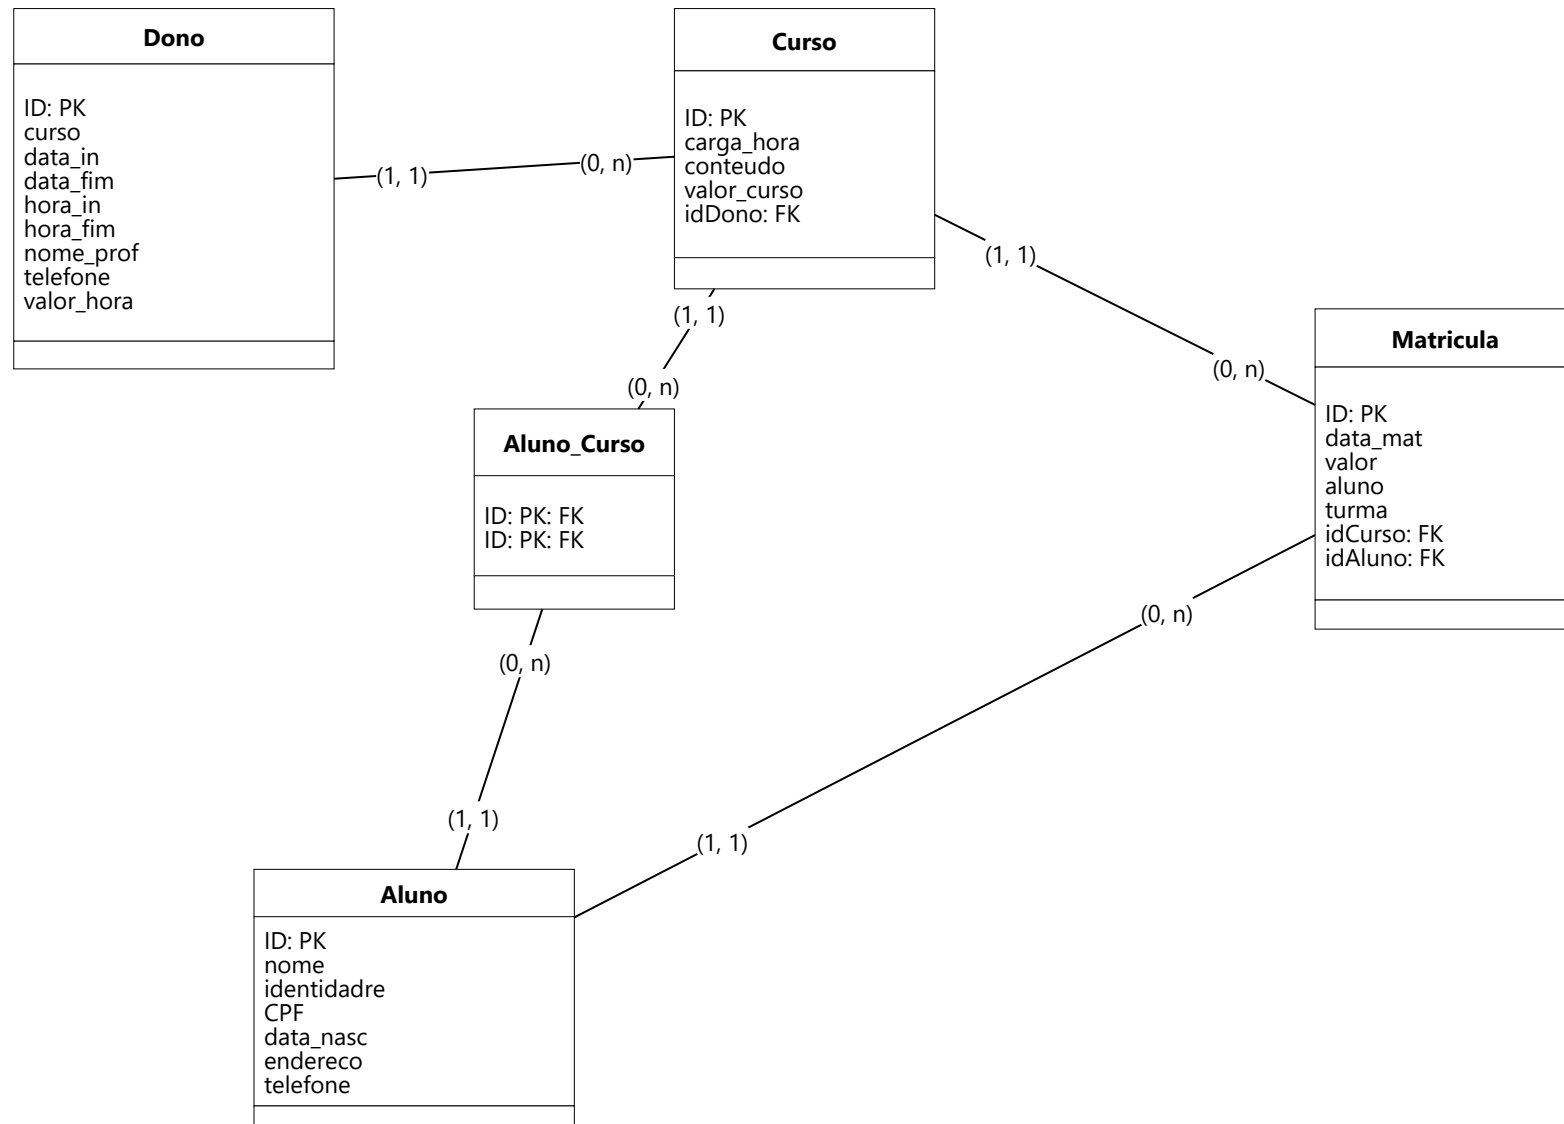 Dono
ID: PK
curso
data_in
data_fim
hora_in
hora_fim
nome_prof
telefone
valor_hora
(1, 1)
(0, n)
Curso
ID: PK
carga_hora
conteudo
valor_curso
idDono: FK
(1, 1)
(0, n)
Matricula
ID: PK
data_mat
valor
aluno
turma
idCurso: FK
idAluno: FK
(1, 1)
(0, n)
Aluno_Curso
ID: PK: FK
ID: PK: FK
(0, n)
(1, 1)
(0, n)
(1, 1)
Aluno
ID: PK
nome
identidadre
CPF
data_nasc
endereco
telefone